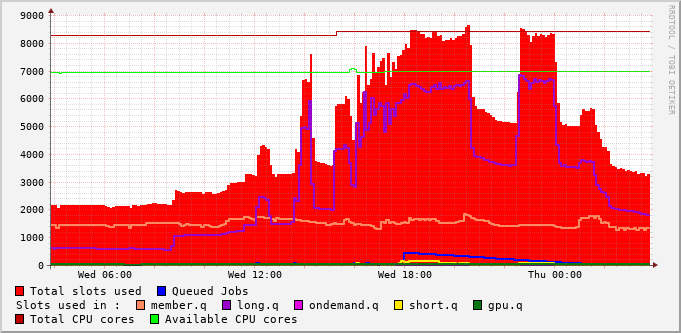 RRDTOOL / TOBI OETIKER
9000
8000
7000
6000
5000
4000
3000
2000
1000
0
Wed 06:00 Wed 12:00 Wed 18:00 Thu 00:00
Total slots used Queued Jobs
Slots used in : member.q long.q ondemand.q short.q gpu.q
Total CPU cores Available CPU cores